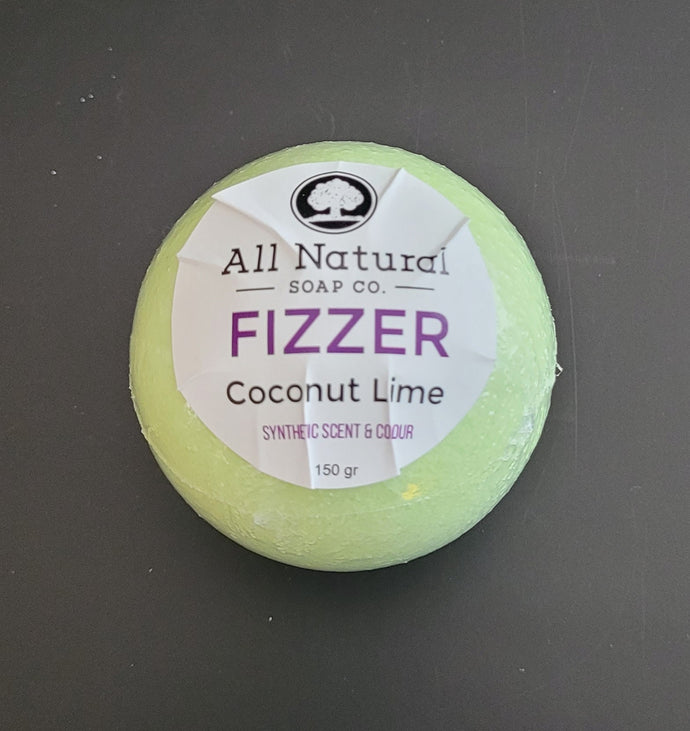 All Natural
SOAP CO.
FIZZER
Coconut Lime
SYNTHETIC SCENT & COLOUR
150 gr